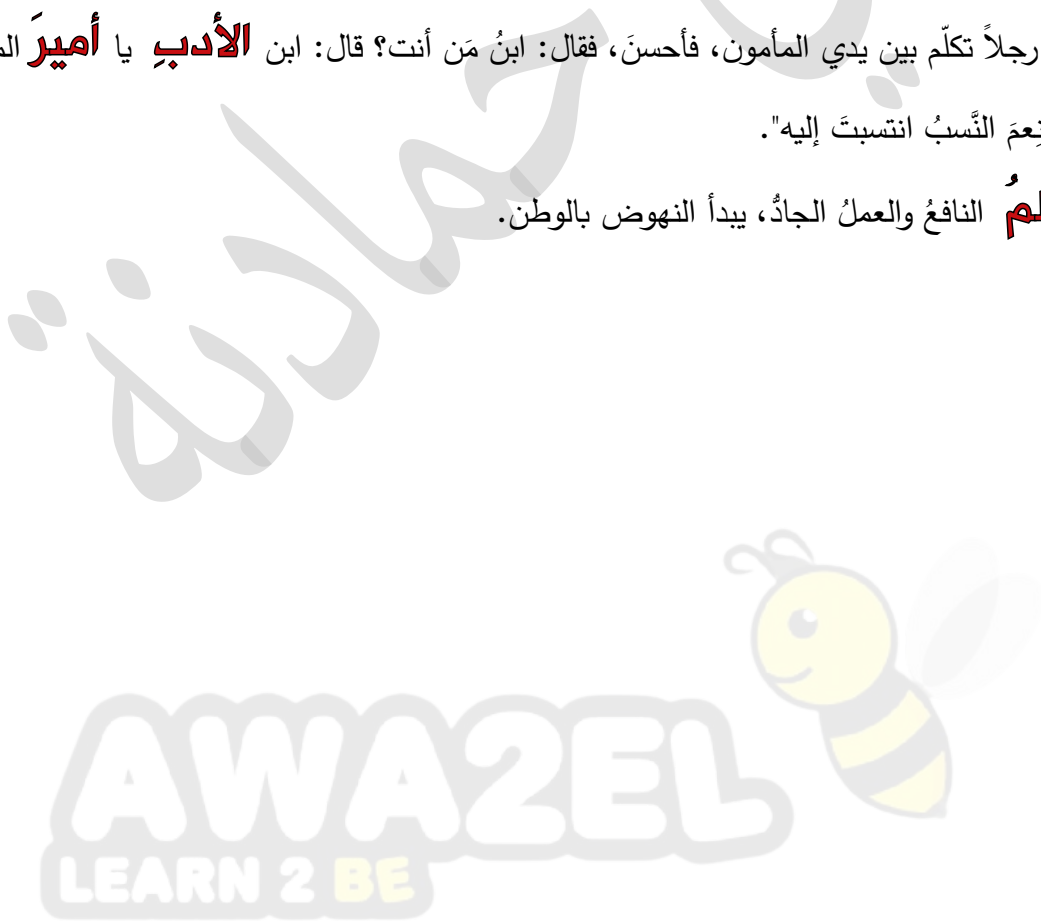 رجلاً تكلّم بين يدي المأمون، فأحسنَ، فقال: ابنُ مَن أنت؟ قال: ابن الأدبِ يا أميرَ
نِعمَ النَّسبُ انتسبتَ إليه".
النافعُ والعملُ الجادُّ، يبدأ النهوض بالوطن.
AWA2EL
LEARN 2 BE